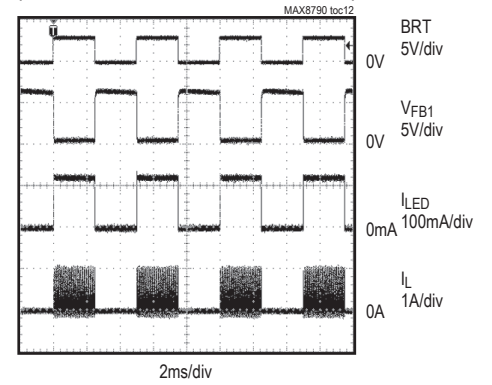 MAX8790 toc12
BRT
5V/div
0V
VFB1
5V/div
0V
ILED
100mA/div
0mA
IL
1A/div
0A
2ms/div
T